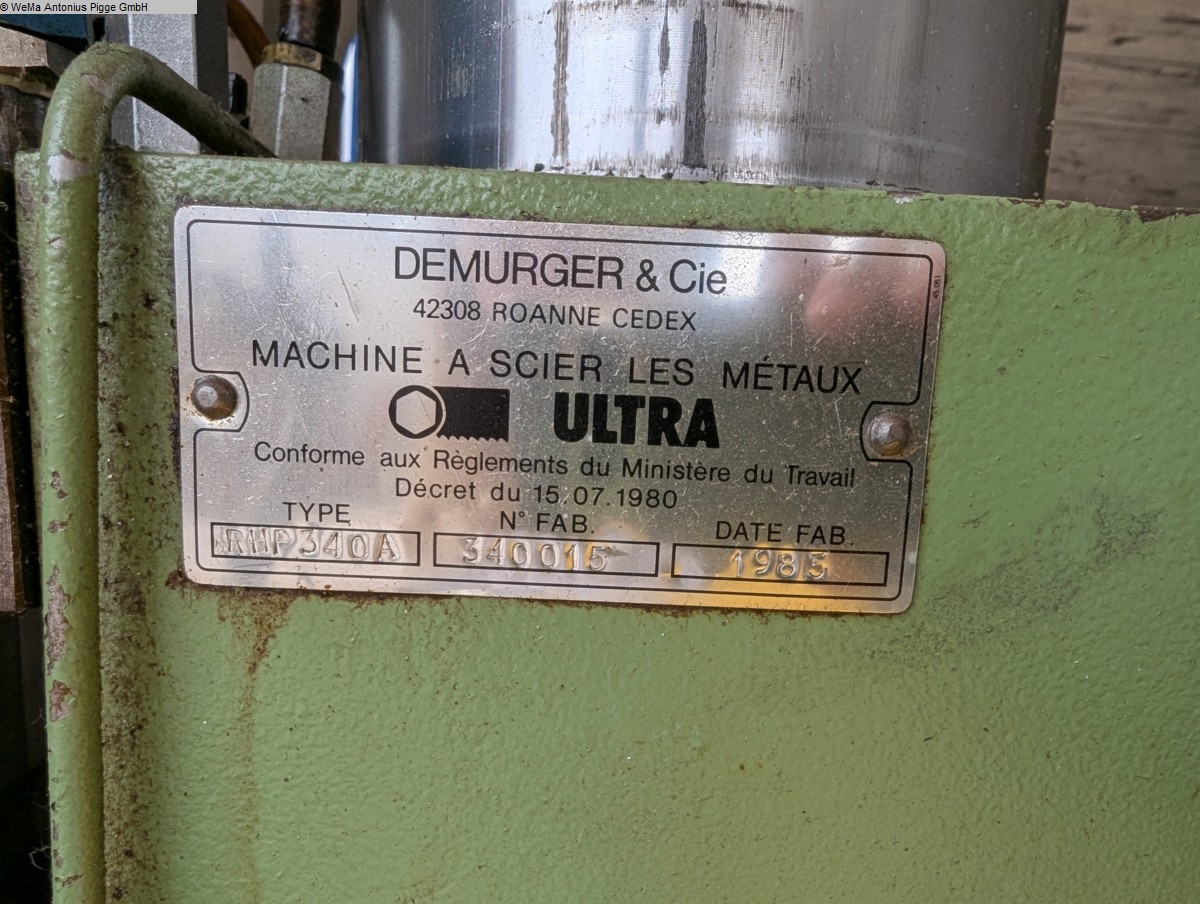 © WeMa Antonius Pigge GmbH
DEMURGER & Cie
42308 ROANNE CEDEX
MACHINE A SCIER LES MÉTAUX
ULTRA
Conforme aux Règlements du Ministère du Travail
Décret du 15.07.1980
TYPE N° FAB. DATE FAB.
RHP340A 340015 1985